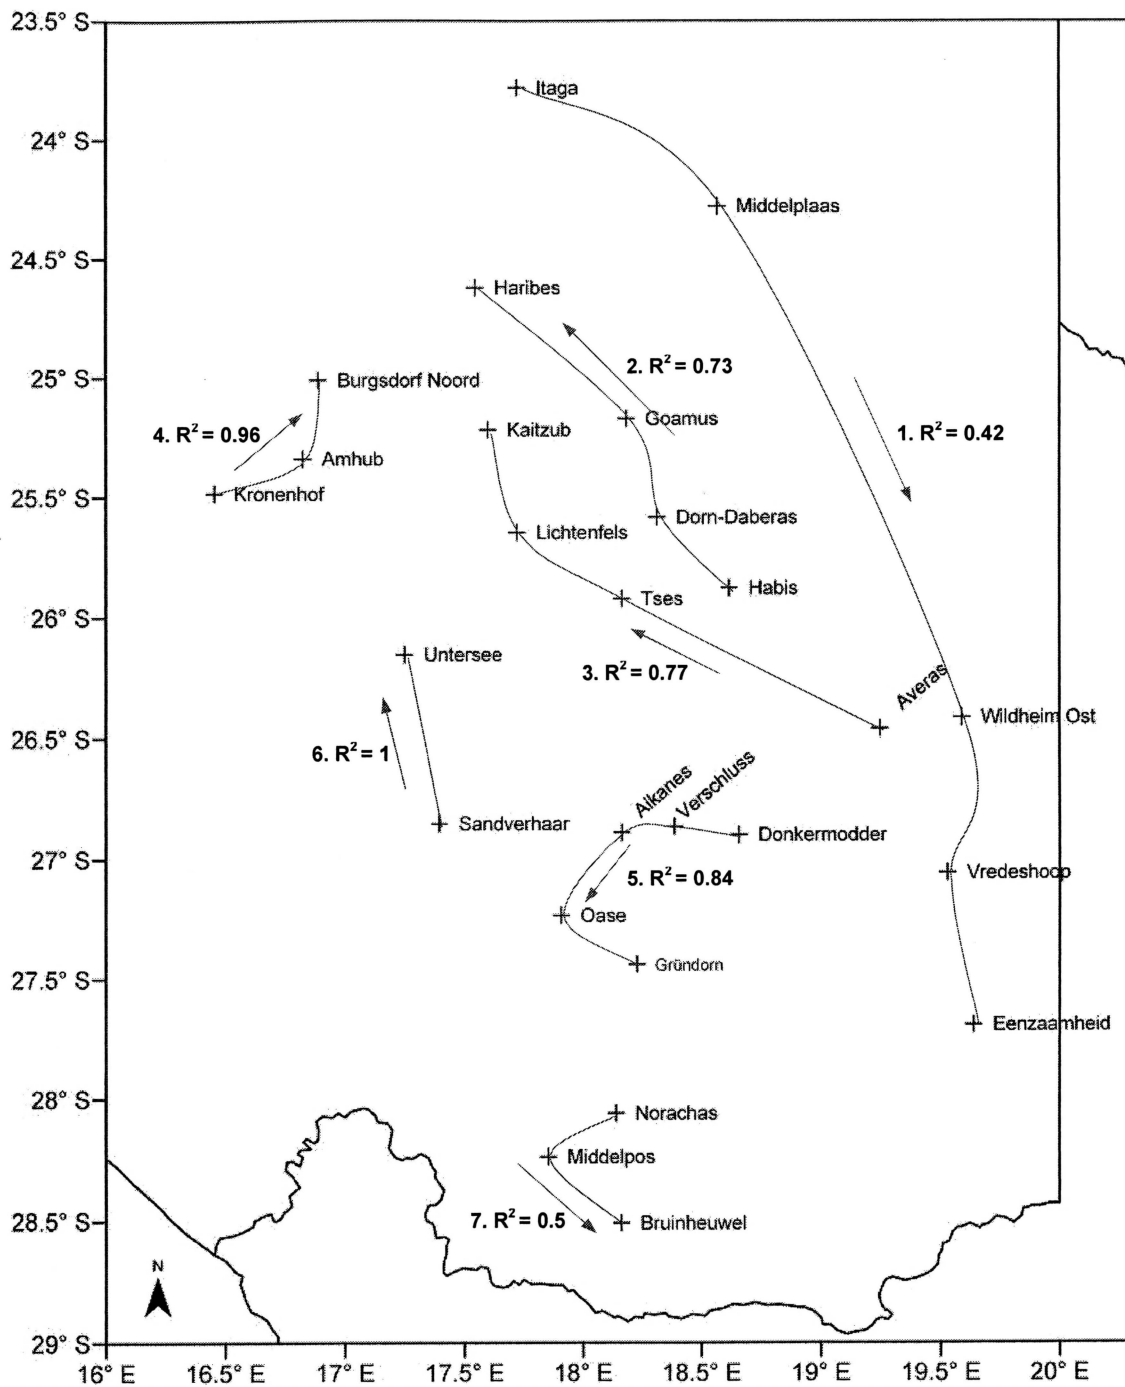 23.5° S
Itaga
24° S
Middelplaas
24.5° S
Haribes
2. R² = 0.73
25° S
Burgsdorf Noord
Goamus
Kaitzub
4. R² = 0.96
1. R² = 0.42
Amhub
25.5° S
Kronenhof
Dorn-Daberas
Lichtenfels
Habis
Tses
26° S
Untersee
3. R² = 0.77
Averas
Wildheim Ost
26.5° S
6. R² = 1
Alkanes
Verschluss
Sandverhaar
Donkermodder
27° S
5. R² = 0.84
Vredeshoop
Oase
Gründorn
27.5° S
Eenzaamheid
28° S
Norachas
Middelpos
28.5° S
7. R² = 0.5
Bruinheuwel
N
29° S
16° E 16.5° E 17° E 17.5° E 18° E 18.5° E 19° E 19.5° E 20° E